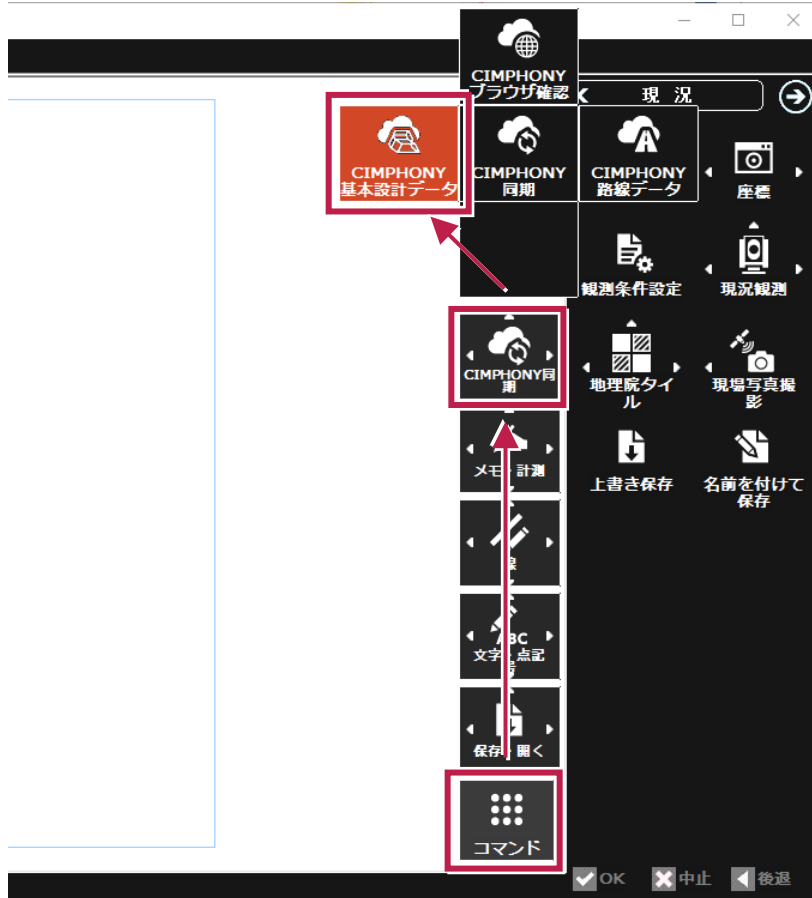 CIMPHONY
ブラウザ確認
現 況
CIMPHONY
基本設計データ
CIMPHONY
同期
CIMPHONY
路線データ
座標
観測条件設定
現況観測
CIMPHONY同
期
地理院タイ
ル
現場写真撮
影
メモ・計測
上書き保存
名前を付けて
保存
線
ABC
文字・点記
号
保存・開く
コマンド
OK
中止
後退